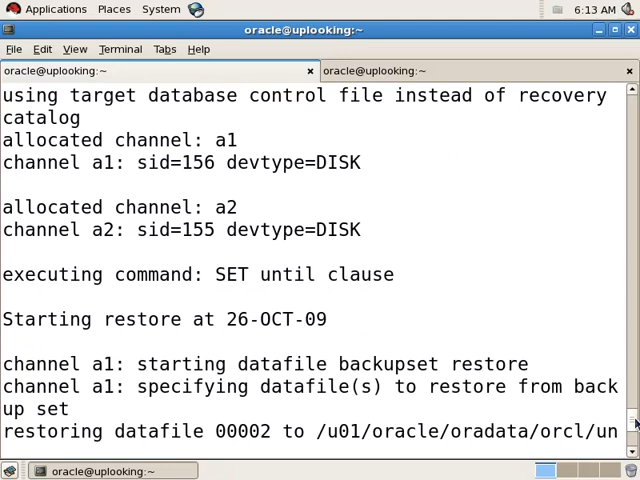 Applications Places System 6:13 AM
oracle@uplooking:~
File Edit View Terminal Tabs Help
oracle@uplooking:~ oracle@uplooking:~
using target database control file instead of recovery
catalog
allocated channel: a1
channel a1: sid=156 devtype=DISK
allocated channel: a2
channel a2: sid=155 devtype=DISK
executing command: SET until clause
Starting restore at 26-OCT-09
channel a1: starting datafile backupset restore
channel a1: specifying datafile(s) to restore from back
up set
restoring datafile 00002 to /u01/oracle/oradata/orcl/un
oracle@uplooking:~